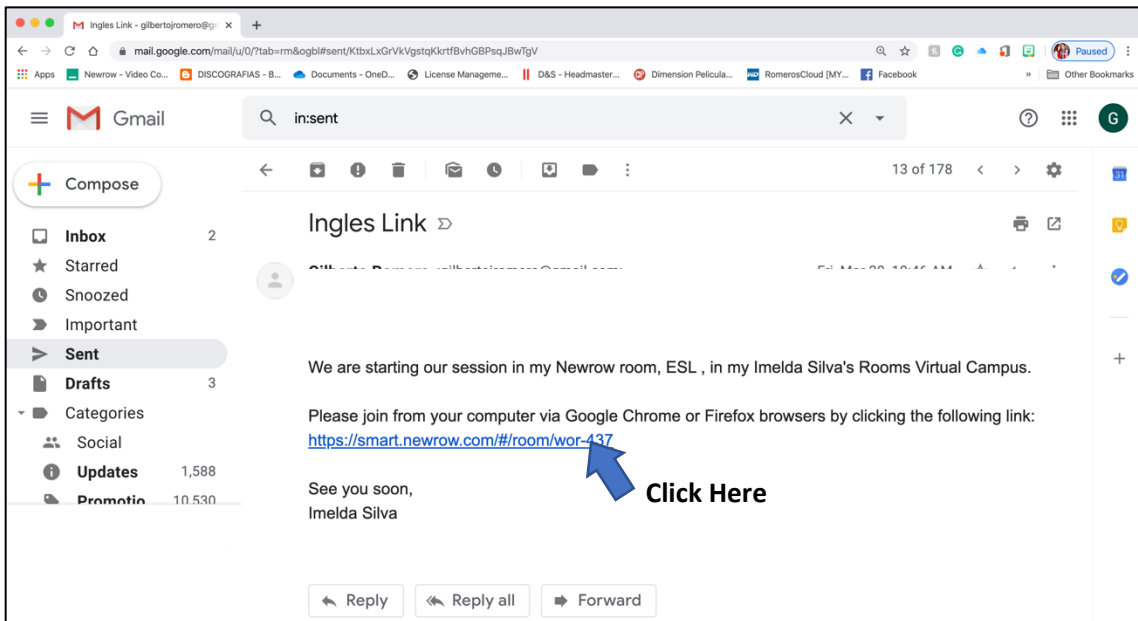 Ingles Link - gilbertojromero@gm
mail.google.com/mail/u/0/?tab=rm&ogbl#sent/KtbxLxGrVkVgstqKkrtfBvhGBPsqJBwTgV
Paused
Apps Newrow - Video Co... DISCOGRAFIAS - B... Documents - OneD... License Manageme... D&S - Headmaster... Dimension Pelicula... RomerosCloud [MY... Facebook » Other Bookmarks
Gmail
in:sent
G
Compose
13 of 178
31
Ingles Link
Inbox 2
Starred
Snoozed
Important
Sent
Drafts 3
Categories
Social
Updates 1,588
Promotio 10,530
We are starting our session in my Newrow room, ESL , in my Imelda Silva's Rooms Virtual Campus.
Please join from your computer via Google Chrome or Firefox browsers by clicking the following link:
https://smart.newrow.com/#/room/wor-437
Click Here
See you soon,
Imelda Silva
Reply
Reply all
Forward